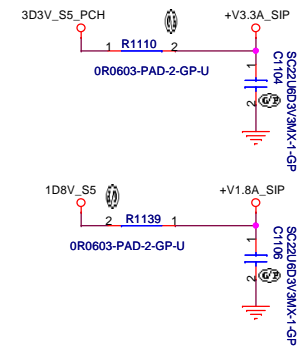 3D3V_S5_PCH
+V3.3A_SIP
1 R1110 2
0R0603-PAD-2-GP-U
1
2
C1104
SC22U6D3V3MX-1-GP
1D8V_S5
+V1.8A_SIP
2 R1139 1
0R0603-PAD-2-GP-U
1
2
C1106
SC22U6D3V3MX-1-GP